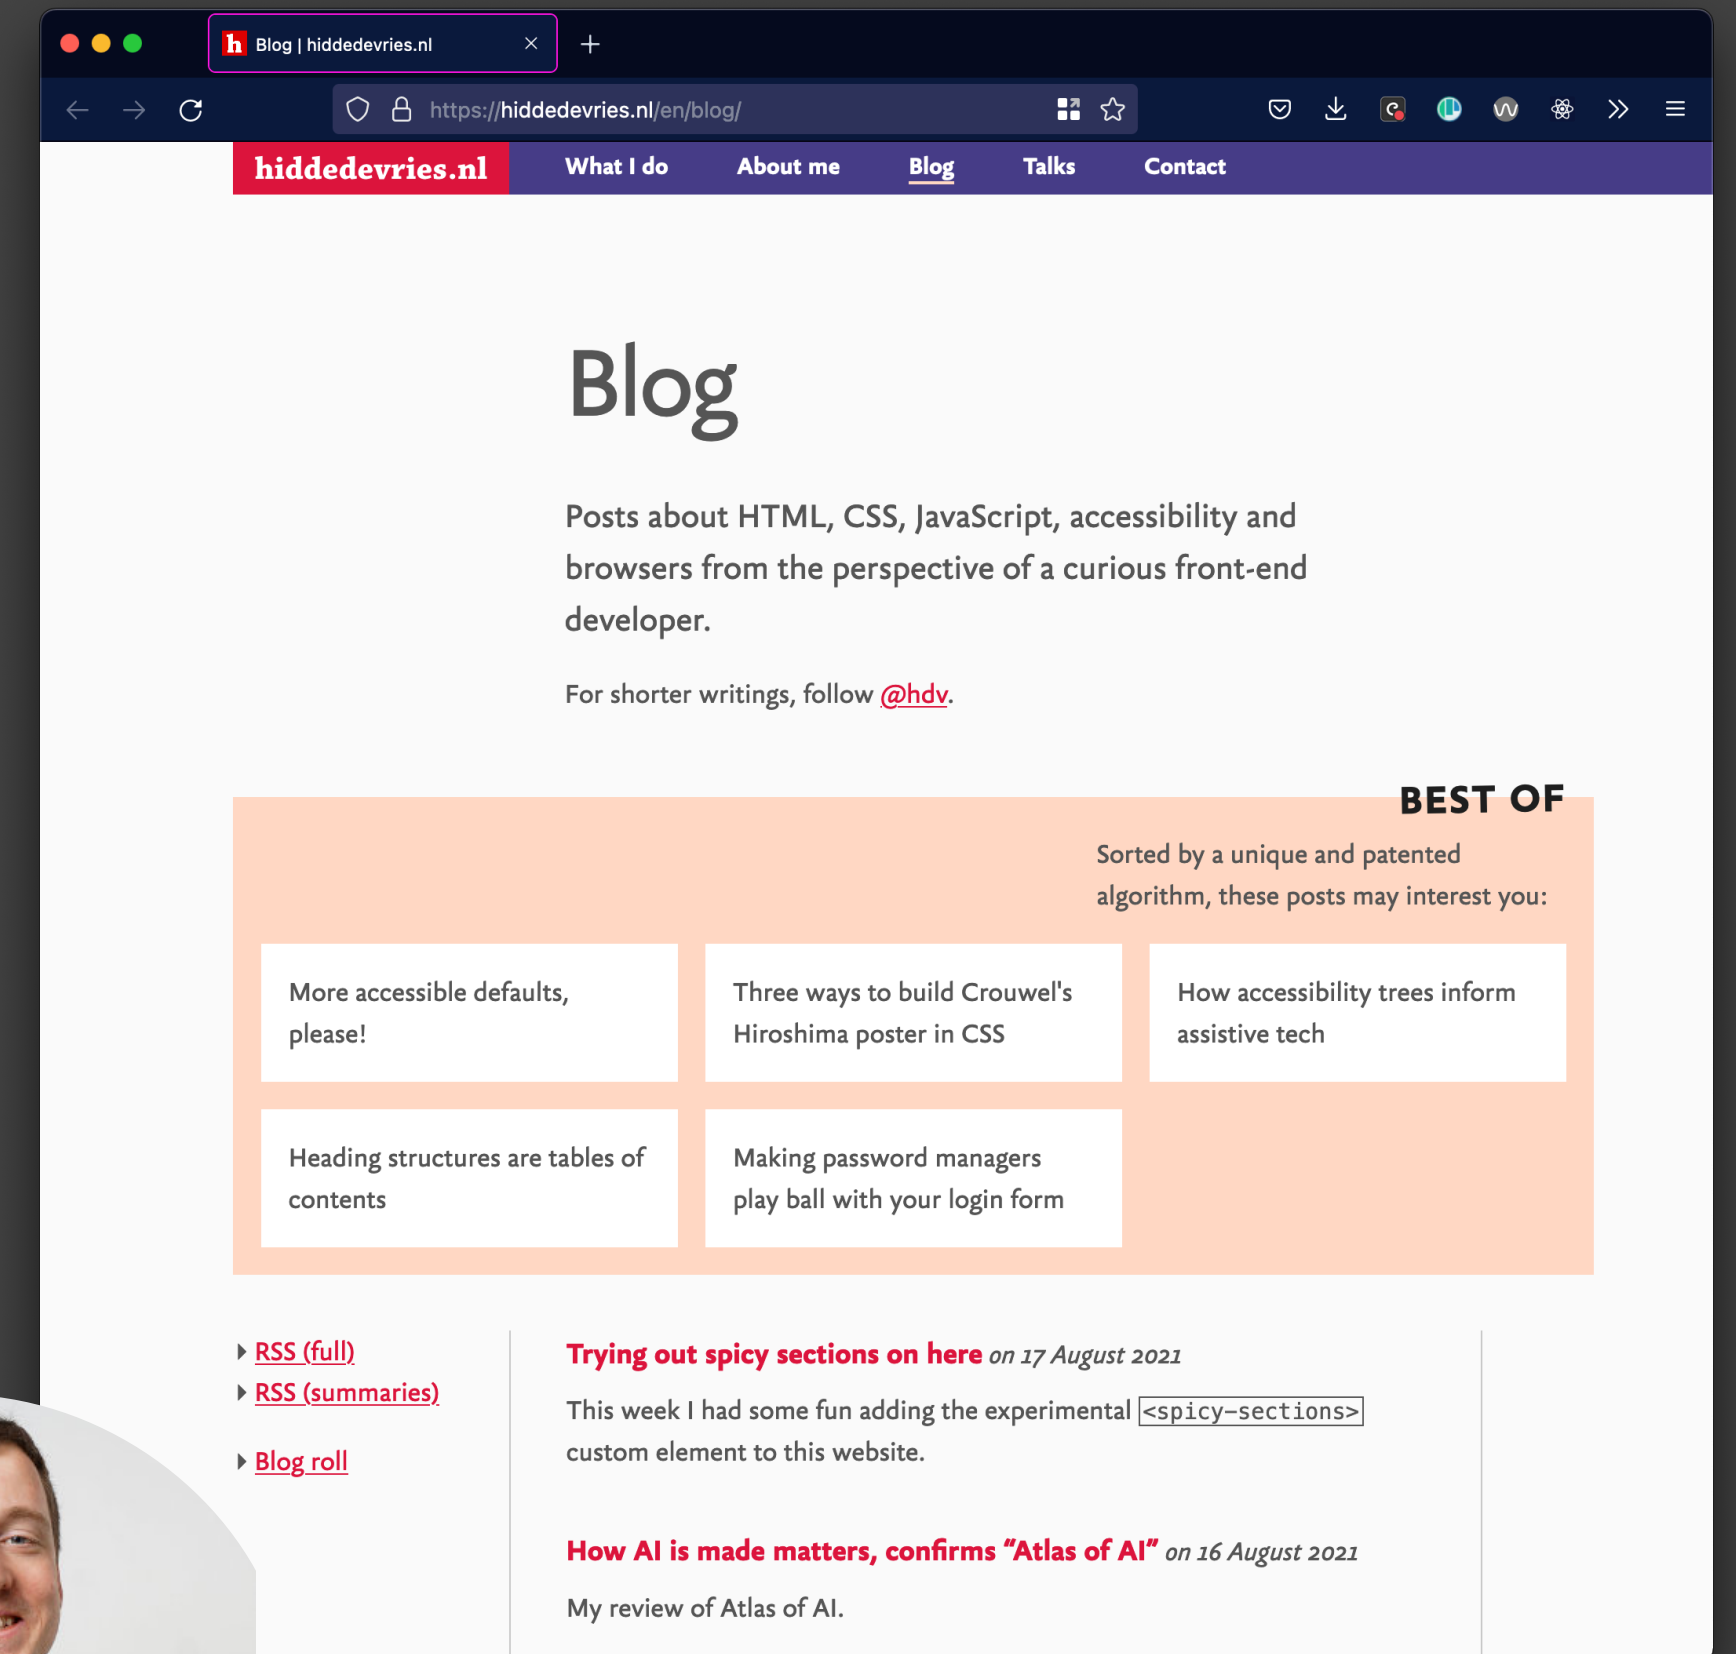 Blog | hiddedevries.nl
https://hiddedevries.nl/en/blog/
hiddedevries.nl
What I do
About me
Blog
Talks
Contact
Blog
Posts about HTML, CSS, JavaScript, accessibility and
browsers from the perspective of a curious front-end
developer.
For shorter writings, follow @hdv.
BEST OF
Sorted by a unique and patented
algorithm, these posts may interest you:
More accessible defaults,
please!
Three ways to build Crouwel's
Hiroshima poster in CSS
How accessibility trees inform
assistive tech
Heading structures are tables of
contents
Making password managers
play ball with your login form
RSS (full)
RSS (summaries)
Blog roll
Trying out spicy sections on here on 17 August 2021
This week I had some fun adding the experimental <spicy-sections>
custom element to this website.
How AI is made matters, confirms “Atlas of AI” on 16 August 2021
My review of Atlas of AI.